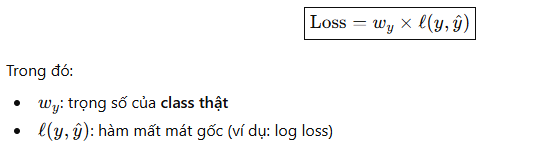 Loss = w_y × ℓ(y, ŷ)
Trong đó:
• w_y: trọng số của class thật
• ℓ(y, ŷ): hàm mất mát gốc (ví dụ: log loss)